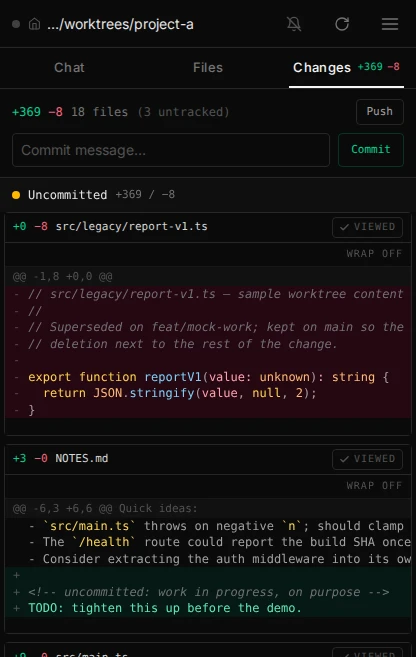 .../worktrees/project-a
Chat Files Changes +369 −8
+369 −8 18 files (3 untracked) Push
Commit message... Commit
Uncommitted +369 / −8
+0 −8 src/legacy/report-v1.ts VIEWED
WRAP OFF
@@ -1,8 +0,0 @@
- // src/legacy/report-v1.ts — sample worktree content
- //
- // Superseded on feat/mock-work; kept on main so the
- // deletion next to the rest of the change.
-
- export function reportV1(value: unknown): string {
-   return JSON.stringify(value, null, 2);
- }
+3 −0 NOTES.md VIEWED
WRAP OFF
@@ -6,3 +6,6 @@ Quick ideas:
- `src/main.ts` throws on negative `n`; should clamp
- The `/health` route could report the build SHA once
- Consider extracting the auth middleware into its ow
+
+ <!-- uncommitted: work in progress, on purpose -->
+ TODO: tighten this up before the demo.
+9 −0 src/main.ts VIEWED